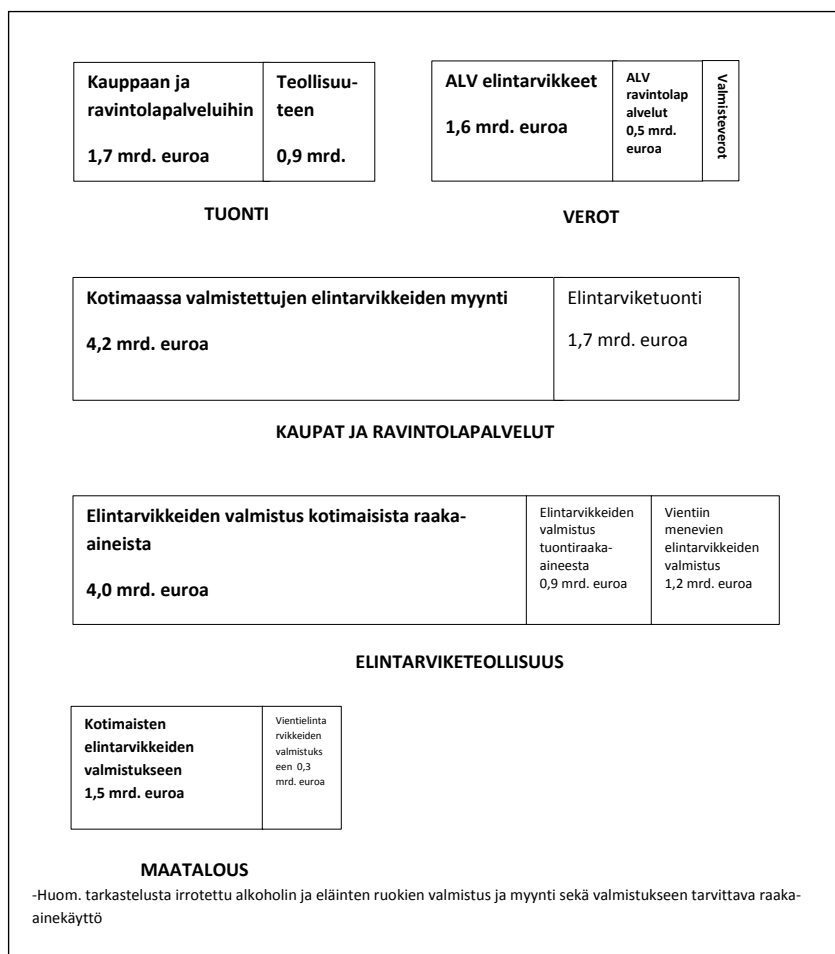 Kauppaan ja
ravintolapalveluihin
1,7 mrd. euroa
Teollisuu-
teen
0,9 mrd.
TUONTI
ALV elintarvikkeet
1,6 mrd. euroa
ALV
ravintolap
alvelut
0,5 mrd.
euroa
Valmisteverot
VEROT
Kotimaassa valmistettujen elintarvikkeiden myynti
4,2 mrd. euroa
Elintarviketuonti
1,7 mrd. euroa
KAUPAT JA RAVINTOLAPALVELUT
Elintarvikkeiden valmistus kotimaisista raaka-
aineista
4,0 mrd. euroa
Elintarvikkeiden
valmistus
tuontiraaka-
aineesta
0,9 mrd. euroa
Vientiin
menevien
elintarvikkeiden
valmistus
1,2 mrd. euroa
ELINTARVIKETEOLLISUUS
Kotimaisten
elintarvikkeiden
valmistukseen
1,5 mrd. euroa
Vientielinta
rvikkeiden
valmistuks
een 0,3
mrd. euroa
MAATALOUS
-Huom. tarkastelusta irrotettu alkoholin ja eläinten ruokien valmistus ja myynti sekä valmistukseen tarvittava raaka-
ainekäyttö